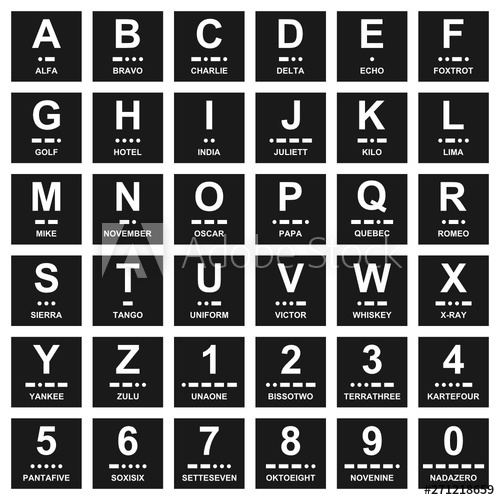 A B C D E F
ALFA BRAVO CHARLIE DELTA ECHO FOXTROT
G H I J K L
GOLF HOTEL INDIA JULIETT KILO LIMA
M N O P Q R
MIKE NOVEMBER OSCAR PAPA QUEBEC ROMEO
Adobe Stock
S T U V W X
SIERRA TANGO UNIFORM VICTOR WHISKEY X-RAY
Y Z 1 2 3 4
YANKEE ZULU UNAONE BISSOTWO TERRATHREE KARTEFOUR
5 6 7 8 9 0
PANTAFIVE SOXISIX SETTESEVEN OKTOEIGHT NOVENINE NADAZERO
#271218659